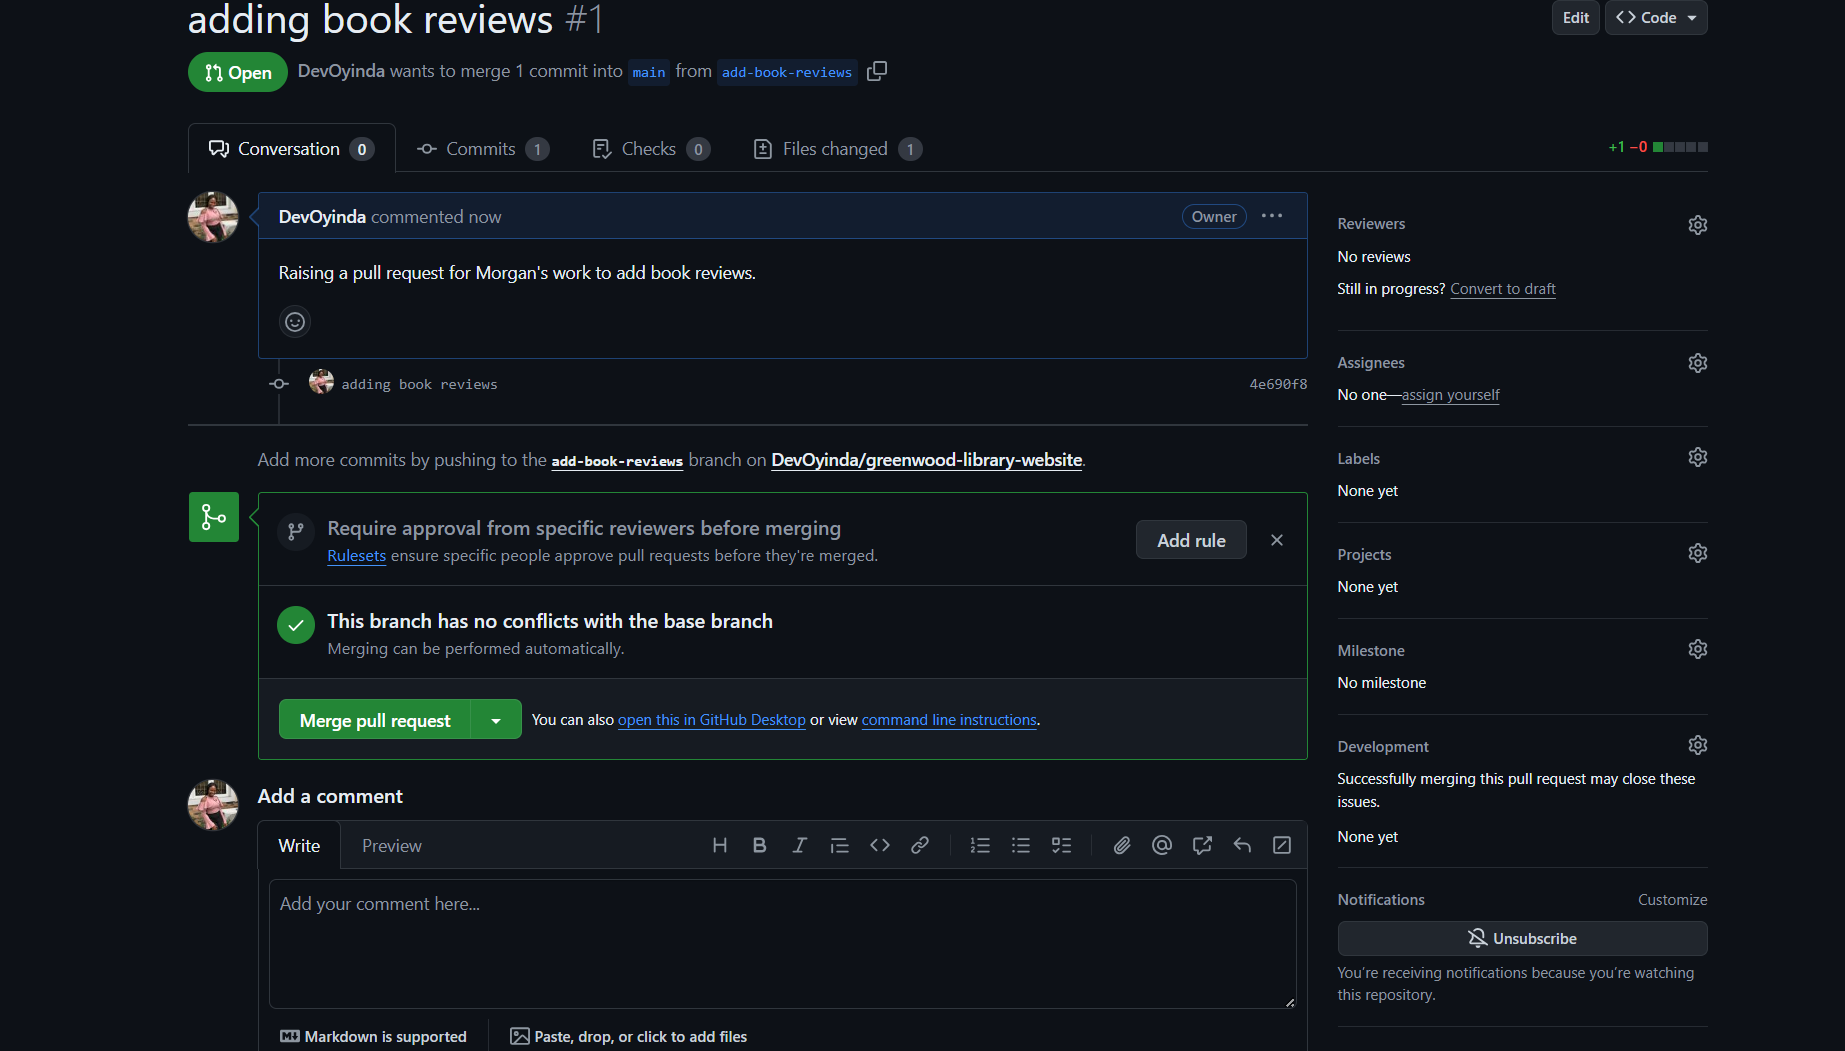 adding book reviews #1
Edit
Code
Open
DevOyinda wants to merge 1 commit into main from add-book-reviews
Conversation 0
Commits 1
Checks 0
Files changed 1
+1 −0
DevOyinda commented now
Owner
Raising a pull request for Morgan's work to add book reviews.
adding book reviews
4e690f8
Add more commits by pushing to the add-book-reviews branch on DevOyinda/greenwood-library-website.
Require approval from specific reviewers before merging
Rulesets ensure specific people approve pull requests before they're merged.
Add rule
This branch has no conflicts with the base branch
Merging can be performed automatically.
Merge pull request
You can also open this in GitHub Desktop or view command line instructions.
Add a comment
Write
Preview
Add your comment here...
Markdown is supported
Paste, drop, or click to add files
Reviewers
No reviews
Still in progress? Convert to draft
Assignees
No one—assign yourself
Labels
None yet
Projects
None yet
Milestone
No milestone
Development
Successfully merging this pull request may close these
issues.
None yet
Notifications
Customize
Unsubscribe
You're receiving notifications because you're watching
this repository.